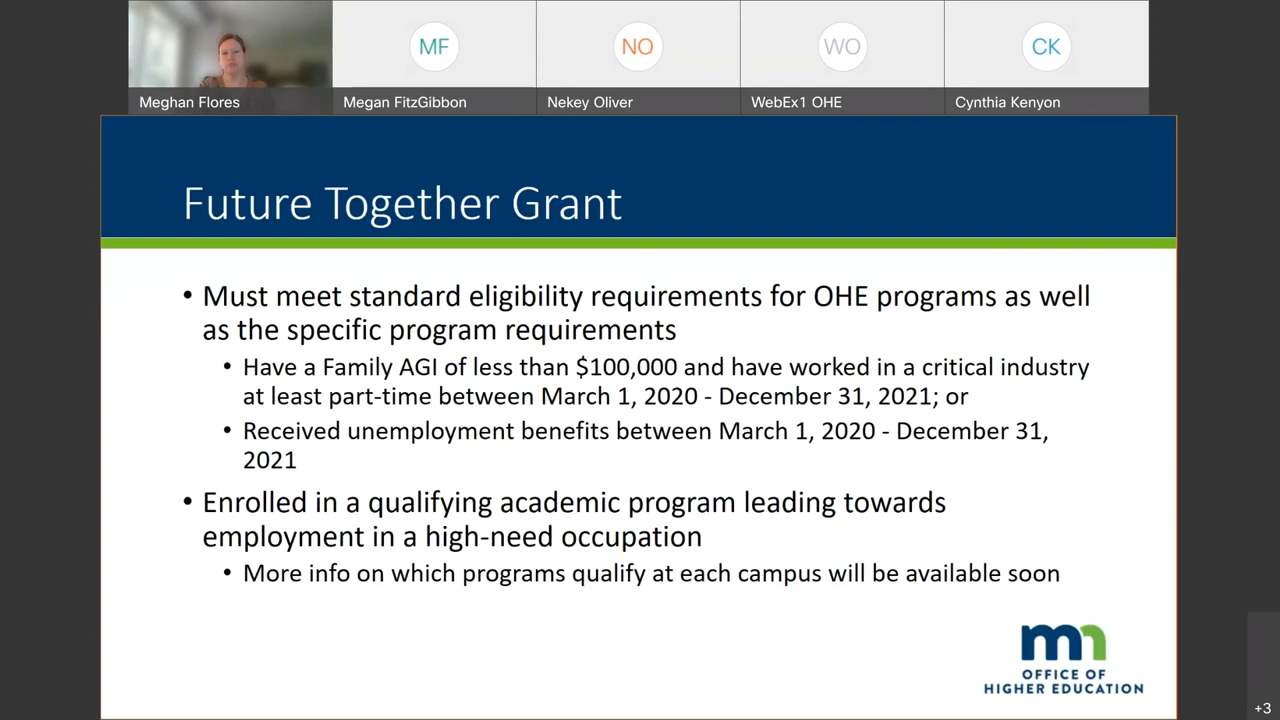 MF
NO
WO
CK
Meghan Flores
Megan FitzGibbon
Nekey Oliver
WebEx1 OHE
Cynthia Kenyon
Future Together Grant
• Must meet standard eligibility requirements for OHE programs as well
as the specific program requirements
• Have a Family AGI of less than $100,000 and have worked in a critical industry
at least part-time between March 1, 2020 - December 31, 2021; or
• Received unemployment benefits between March 1, 2020 - December 31,
2021
• Enrolled in a qualifying academic program leading towards
employment in a high-need occupation
• More info on which programs qualify at each campus will be available soon
mn
OFFICE OF
HIGHER EDUCATION
+3